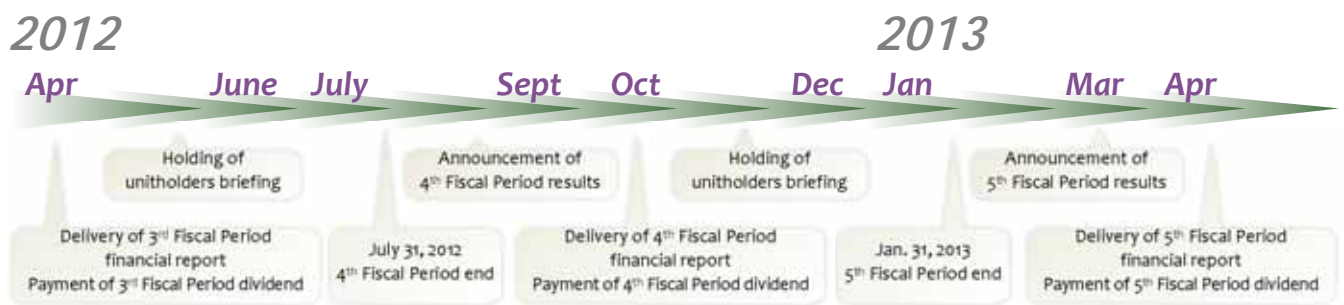 2012
2013
Apr
June
July
Sept
Oct
Dec
Jan
Mar
Apr
Holding of
unitholders briefing
Announcement of
4th Fiscal Period results
Holding of
unitholders briefing
Announcement of
5th Fiscal Period results
Delivery of 3rd Fiscal Period
financial report
Payment of 3rd Fiscal Period dividend
July 31, 2012
4th Fiscal Period end
Delivery of 4th Fiscal Period
financial report
Payment of 4th Fiscal Period dividend
Jan. 31, 2013
5th Fiscal Period end
Delivery of 5th Fiscal Period
financial report
Payment of 5th Fiscal Period dividend